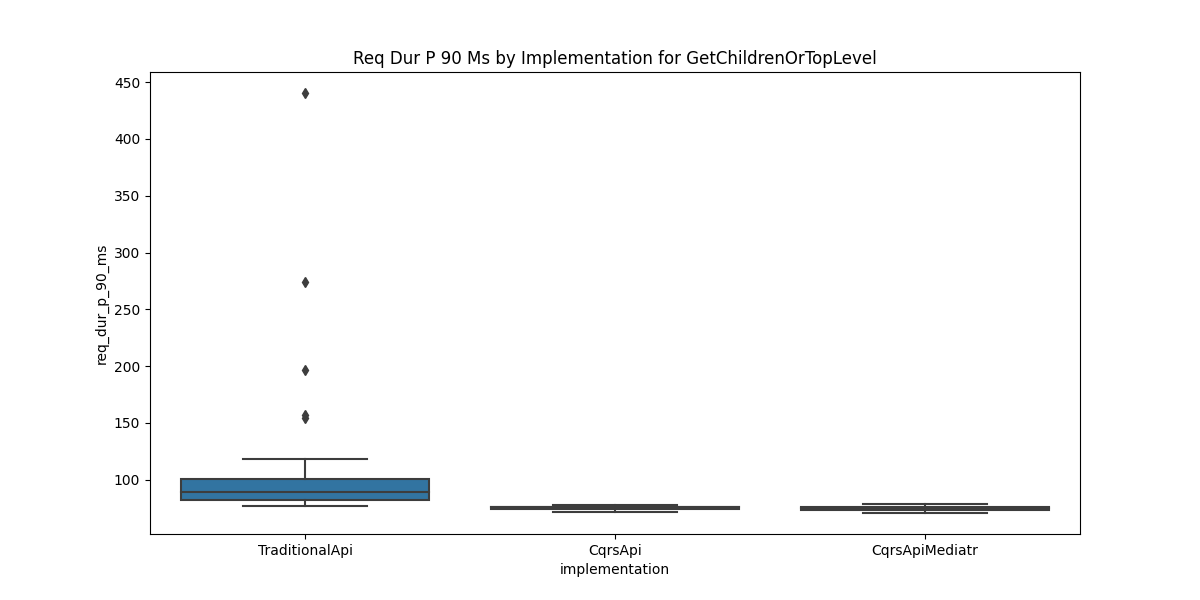 Req Dur P 90 Ms by Implementation for GetChildrenOrTopLevel
450
400
350
300
250
200
150
100
req_dur_p_90_ms
TraditionalApi
CqrsApi
CqrsApiMediatr
implementation